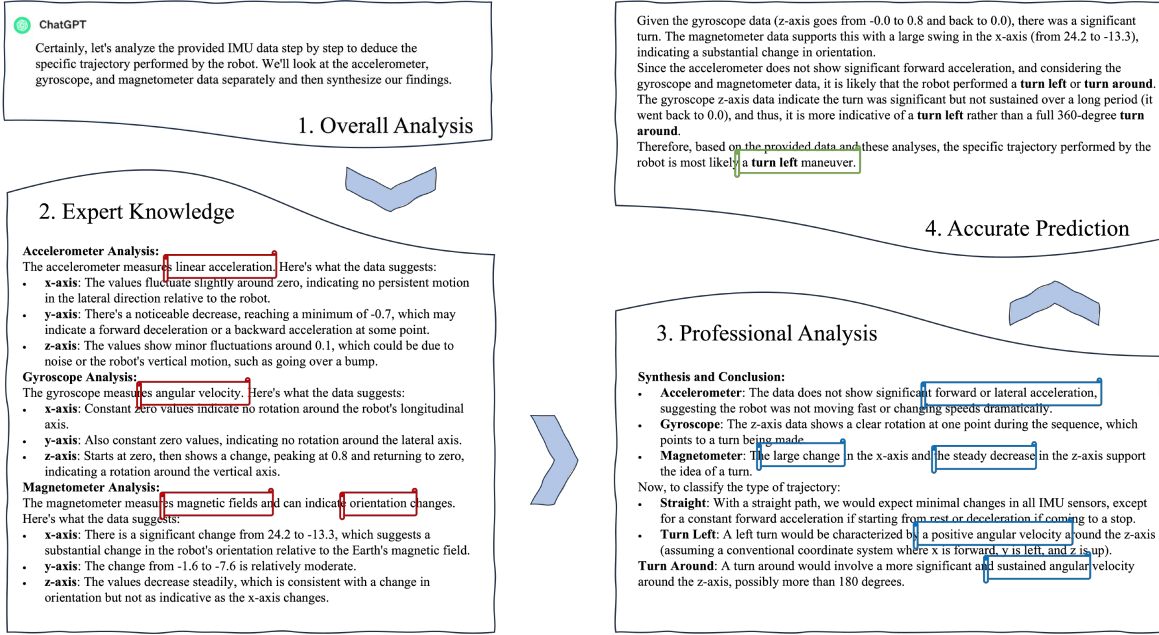 ChatGPT
Certainly, let's analyze the provided IMU data step by step to deduce the
specific trajectory performed by the robot. We'll look at the accelerometer,
gyroscope, and magnetometer data separately and then synthesize our findings.
1. Overall Analysis
2. Expert Knowledge
Accelerometer Analysis:
The accelerometer measures linear acceleration. Here's what the data suggests:
• x-axis: The values fluctuate slightly around zero, indicating no persistent motion
in the lateral direction relative to the robot.
• y-axis: There's a noticeable decrease, reaching a minimum of -0.7, which may
indicate a forward deceleration or a backward acceleration at some point.
• z-axis: The values show minor fluctuations around 0.1, which could be due to
noise or the robot's vertical motion, such as going over a bump.
Gyroscope Analysis:
The gyroscope measures angular velocity. Here's what the data suggests:
• x-axis: Constant zero values indicate no rotation around the robot's longitudinal
axis.
• y-axis: Also constant zero values, indicating no rotation around the lateral axis.
• z-axis: Starts at zero, then shows a change, peaking at 0.8 and returning to zero,
indicating a rotation around the vertical axis.
Magnetometer Analysis:
The magnetometer measures magnetic fields and can indicate orientation changes.
Here's what the data suggests:
• x-axis: There is a significant change from 24.2 to -13.3, which suggests a
substantial change in the robot's orientation relative to the Earth's magnetic field.
• y-axis: The change from -1.6 to -7.6 is relatively moderate.
• z-axis: The values decrease steadily, which is consistent with a change in
orientation but not as indicative as the x-axis changes.
3. Professional Analysis
Synthesis and Conclusion:
• Accelerometer: The data does not show significant forward or lateral acceleration,
suggesting the robot was not moving fast or changing speeds dramatically.
• Gyroscope: The z-axis data shows a clear rotation at one point during the sequence, which
points to a turn being made.
• Magnetometer: The large change in the x-axis and the steady decrease in the z-axis support
the idea of a turn.
Now, to classify the type of trajectory:
• Straight: With a straight path, we would expect minimal changes in all IMU sensors, except
for a constant forward acceleration if starting from rest or deceleration if coming to a stop.
• Turn Left: A left turn would be characterized by a positive angular velocity around the z-axis
(assuming a conventional coordinate system where x is forward, y is left, and z is up).
Turn Around: A turn around would involve a more significant and sustained angular velocity
around the z-axis, possibly more than 180 degrees.
Given the gyroscope data (z-axis goes from -0.0 to 0.8 and back to 0.0), there was a significant
turn. The magnetometer data supports this with a large swing in the x-axis (from 24.2 to -13.3),
indicating a substantial change in orientation.
Since the accelerometer does not show significant forward acceleration, and considering the
gyroscope and magnetometer data, it is likely that the robot performed a turn left or turn around.
The gyroscope z-axis data indicate the turn was significant but not sustained over a long period (it
went back to 0.0), and thus, it is more indicative of a turn left rather than a full 360-degree turn
around.
Therefore, based on the provided data and these analyses, the specific trajectory performed by the
robot is most likely a turn left maneuver.
4. Accurate Prediction